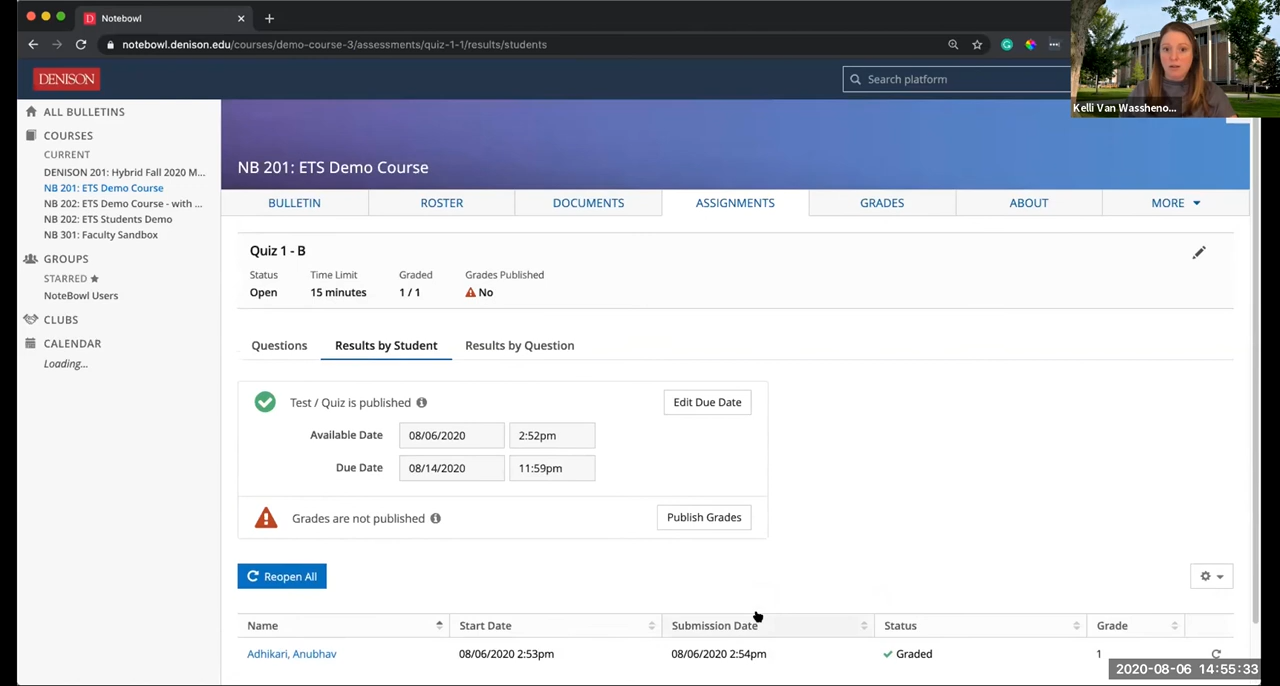 Notebowl
notebowl.denison.edu/courses/demo-course-3/assessments/quiz-1-1/results/students
DENISON
Search platform
Kelli Van Wassheno...
ALL BULLETINS
COURSES
CURRENT
DENISON 201: Hybrid Fall 2020 M...
NB 201: ETS Demo Course
NB 202: ETS Demo Course - with ...
NB 202: ETS Students Demo
NB 301: Faculty Sandbox
GROUPS
STARRED
NoteBowl Users
CLUBS
CALENDAR
Loading...
NB 201: ETS Demo Course
BULLETIN ROSTER DOCUMENTS ASSIGNMENTS GRADES ABOUT MORE
Quiz 1 - B
Status Time Limit Graded Grades Published
Open 15 minutes 1 / 1 No
Questions Results by Student Results by Question
Test / Quiz is published Edit Due Date
Available Date 08/06/2020 2:52pm
Due Date 08/14/2020 11:59pm
Grades are not published Publish Grades
Reopen All
Name Start Date Submission Date Status Grade
Adhikari, Anubhav 08/06/2020 2:53pm 08/06/2020 2:54pm Graded 1
2020-08-06 14:55:33